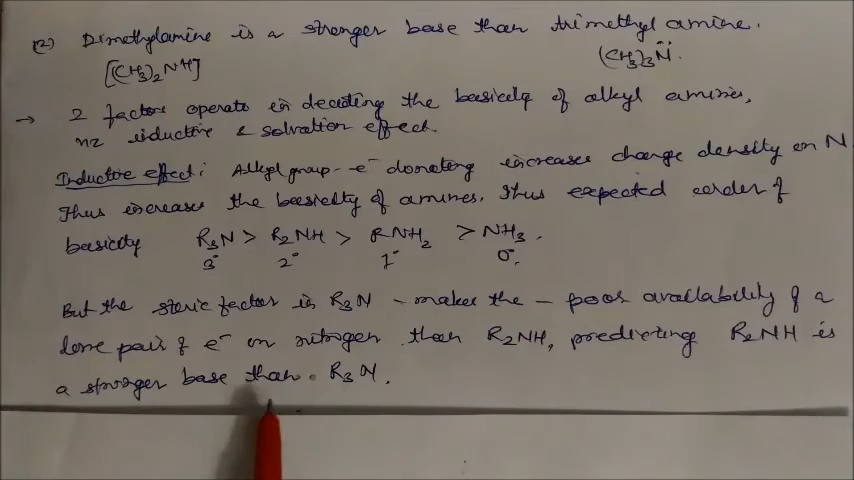 (2) Dimethylamine is a stronger base than trimethyl amine.
[(CH3)2NH] (CH3)3N̈.
→ 2 factors operate in deciding the basicity of alkyl amines,
nz inductive & solvation effect.
Inductive effect: Alkyl group - e⁻ donating increases charge density on N
Thus increases the basicity of amines. Thus expected order of
basicity R3N > R2NH > RNH2 > NH3.
3° 2° 1° 0°.
But the steric factor in R3N - makes the - poor availability of a
lone pair of e⁻ on nitrogen than R2NH, predicting R2NH is
a stronger base than R3N.